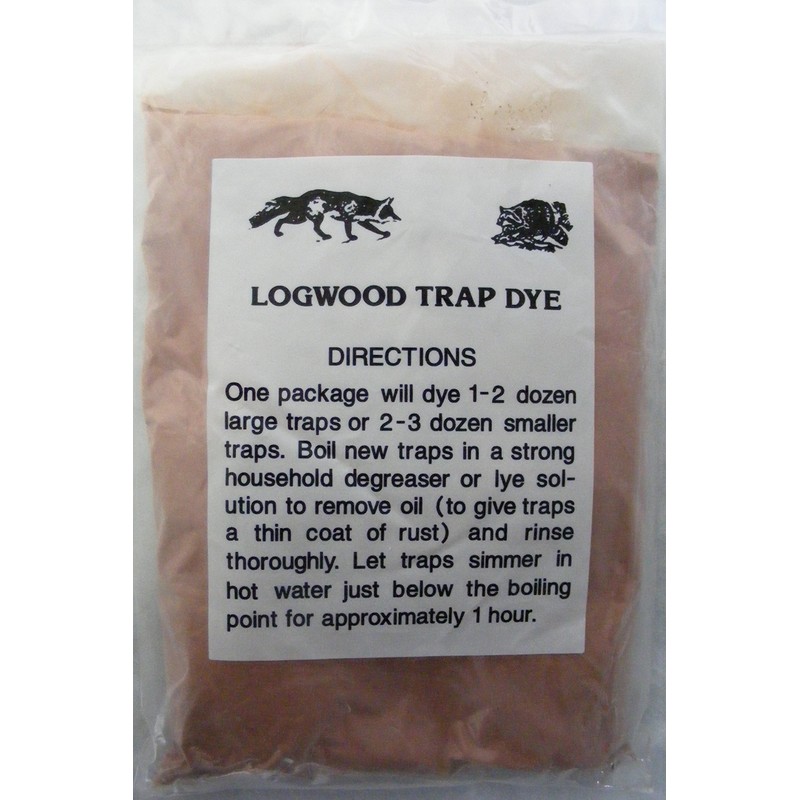 LOGWOOD TRAP DYE
DIRECTIONS
One package will dye 1-2 dozen
large traps or 2-3 dozen smaller
traps. Boil new traps in a strong
household degreaser or lye sol-
ution to remove oil (to give traps
a thin coat of rust) and rinse
thoroughly. Let traps simmer in
hot water just below the boiling
point for approximately 1 hour.